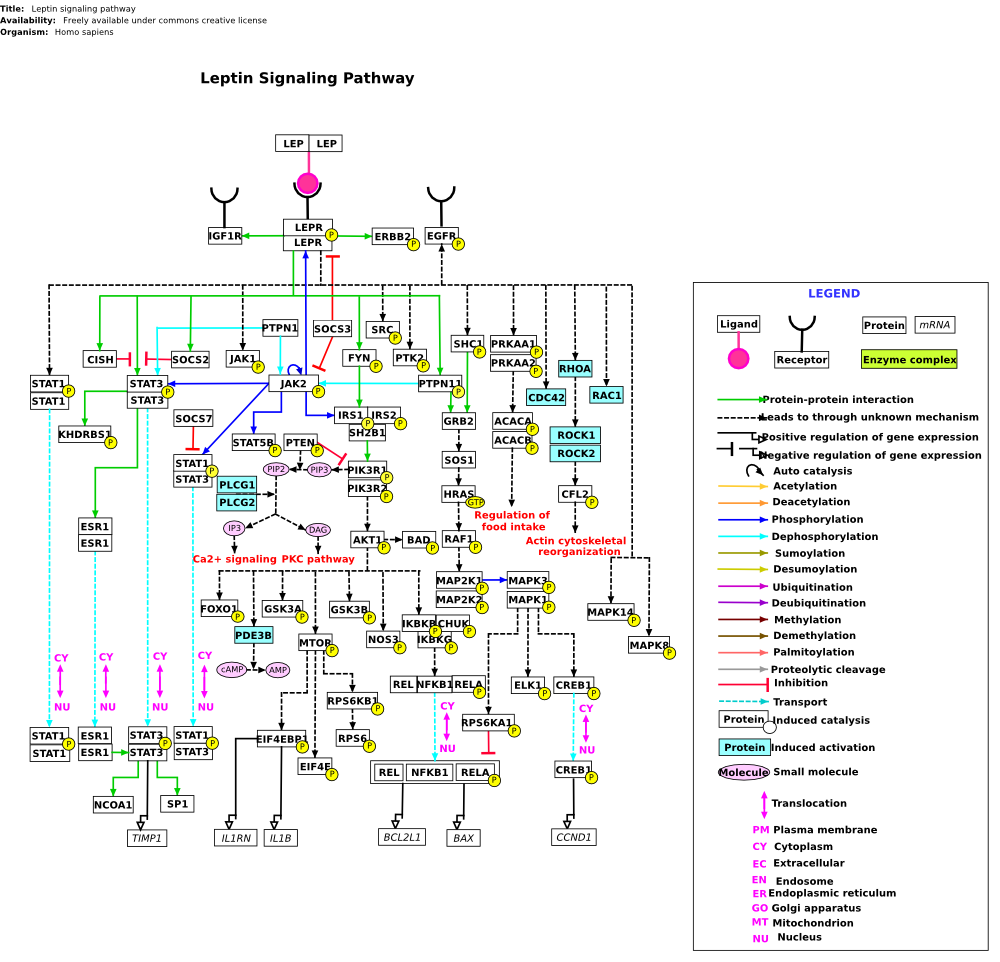 Title: Leptin signaling pathway
Availability: Freely available under commons creative license
Organism: Homo sapiens
Leptin Signaling Pathway
LEP LEP
LEPR P
LEPR
IGF1R
ERBB2 P
EGFR P
PTPN1
SOCS3
SRC P
CISH
SOCS2
JAK1 P
FYN P
PTK2 P
SHC1 P
PRKAA1 P
PRKAA2 P
RHOA
STAT1 P
STAT1
STAT3 P
STAT3
JAK2 P
PTPN11 P
CDC42
RAC1
KHDRBS1 P
SOCS7
STAT5B P
PTEN P
IRS1 P IRS2 P
SH2B1
GRB2
ACACA P
ACACB P
ROCK1
ROCK2
STAT1 P
STAT3
PIP2 PIP3
PIK3R1 P
PIK3R2 P
SOS1
PLCG1
PLCG2
HRAS GTP
CFL2 P
Regulation of
food intake
ESR1
ESR1
IP3 DAG
AKT1 P
BAD P
RAF1 P
Actin cytoskeletal
reorganization
Ca2+ signaling PKC pathway
MAP2K1 P
MAP2K2 P
MAPK3 P
MAPK1 P
FOXO1 P
GSK3A P
GSK3B P
MAPK14 P
PDE3B
MTOR P
NOS3 P
IKBKB P CHUK P
IKBKG P
MAPK8 P
cAMP AMP
CY CY CY CY
NU NU NU NU
RPS6KB1 P
REL NFKB1 RELA P
ELK1 P
CREB1 P
CY CY
NU NU
RPS6KA1 P
STAT1 P
STAT1
ESR1
ESR1
STAT3 P
STAT3
STAT1 P
STAT3
EIF4EBP1 P
RPS6 P
EIF4E P
REL NFKB1 RELA P
CREB1 P
NCOA1
SP1
TIMP1
IL1RN
IL1B
BCL2L1
BAX
CCND1
LEGEND
Ligand
Receptor
Protein
mRNA
Enzyme complex
Protein-protein interaction
Leads to through unknown mechanism
Positive regulation of gene expression
Negative regulation of gene expression
Auto catalysis
Acetylation
Deacetylation
Phosphorylation
Dephosphorylation
Sumoylation
Desumoylation
Ubiquitination
Deubiquitination
Methylation
Demethylation
Palmitoylation
Proteolytic cleavage
Inhibition
Transport
Protein Induced catalysis
Protein Induced activation
Molecule Small molecule
Translocation
PM Plasma membrane
CY Cytoplasm
EC Extracellular
EN Endosome
ER Endoplasmic reticulum
GO Golgi apparatus
MT Mitochondrion
NU Nucleus